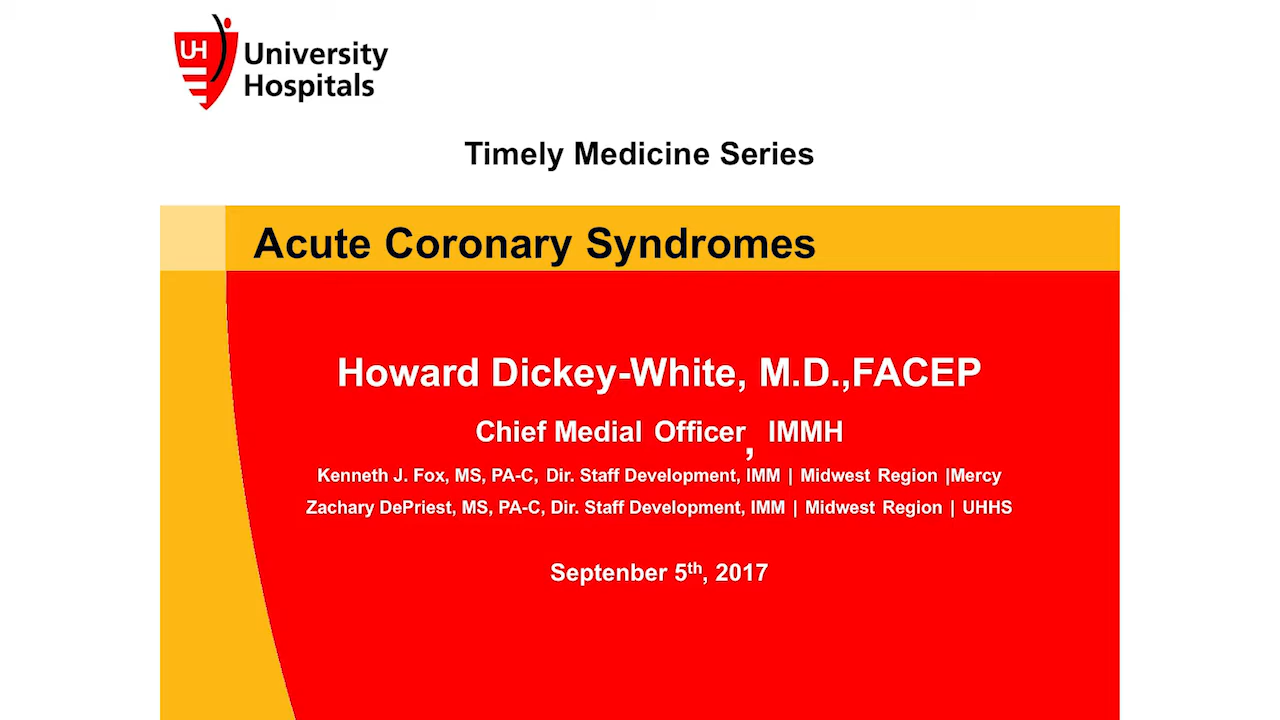 UH
University
Hospitals
Timely Medicine Series
Acute Coronary Syndromes
Howard Dickey-White, M.D.,FACEP
Chief Medial Officer, IMMH
Kenneth J. Fox, MS, PA-C, Dir. Staff Development, IMM | Midwest Region |Mercy
Zachary DePriest, MS, PA-C, Dir. Staff Development, IMM | Midwest Region | UHHS
Septenber 5th, 2017